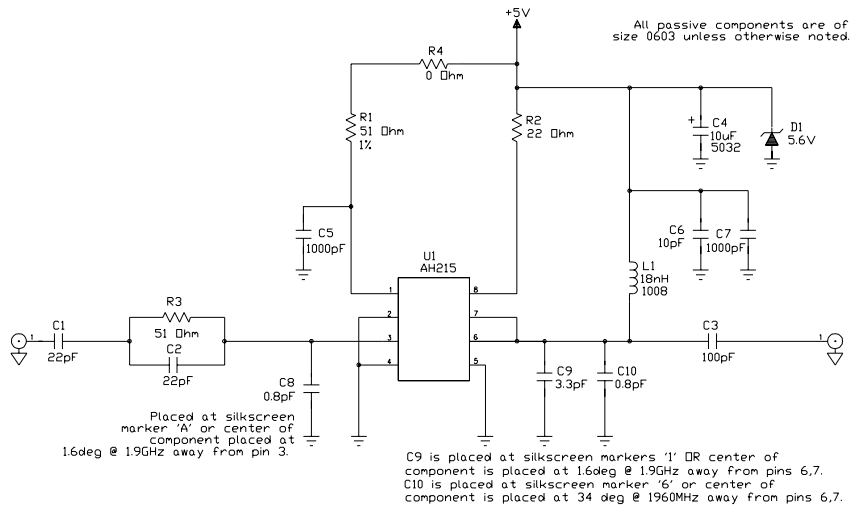 +5V
All passive components are of
size 0603 unless otherwise noted.
R4
0 Ohm
R1
51 Ohm
1%
R2
22 Ohm
+
C4
10uF
5032
D1
5.6V
C5
1000pF
C6
10pF
C7
1000pF
U1
AH215
L1
18nH
1008
1
2
3
4
8
7
6
5
R3
51 Ohm
C1
22pF
C2
22pF
C3
100pF
1
1
C8
0.8pF
C9
3.3pF
C10
0.8pF
Placed at silkscreen
marker 'A' or center of
component placed at
1.6deg @ 1.9GHz away from pin 3.
C9 is placed at silkscreen markers '1' OR center of
component is placed at 1.6deg @ 1.9GHz away from pins 6,7.
C10 is placed at silkscreen marker '6' or center of
component is placed at 34 deg @ 1960MHz away from pins 6,7.